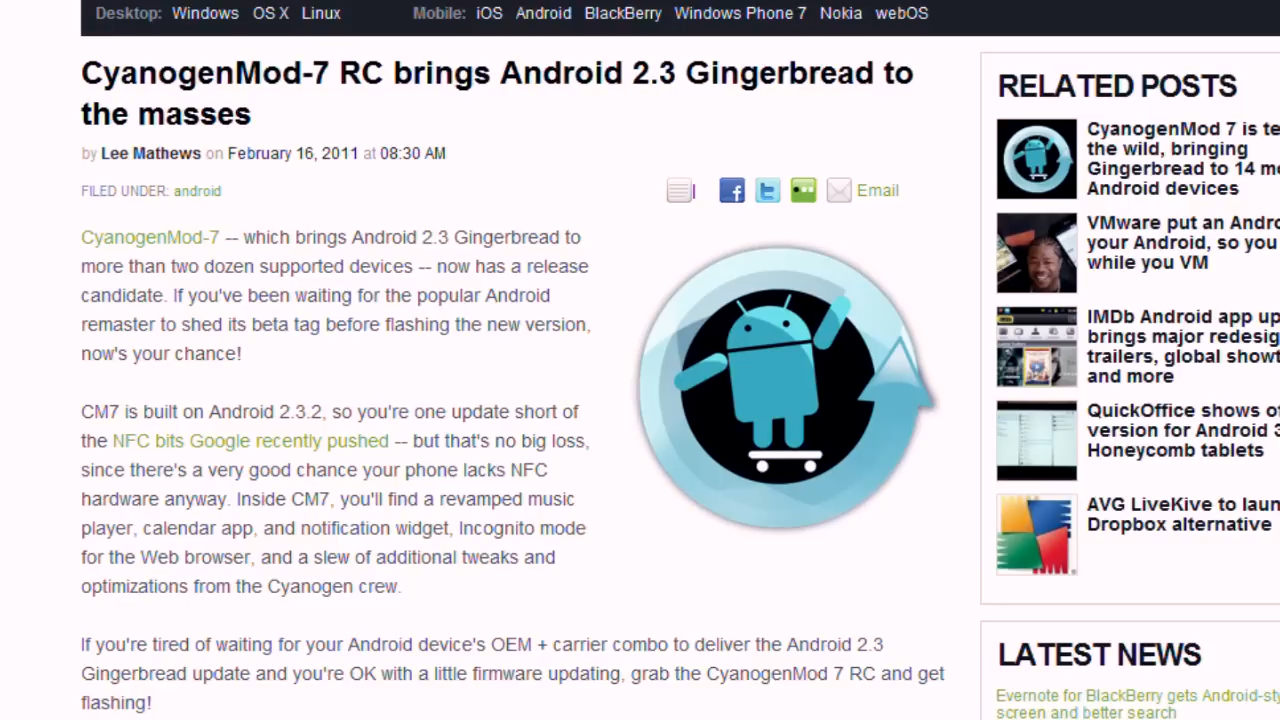 Desktop: Windows OS X Linux Mobile: iOS Android BlackBerry Windows Phone 7 Nokia webOS
CyanogenMod-7 RC brings Android 2.3 Gingerbread to
the masses
by Lee Mathews on February 16, 2011 at 08:30 AM
FILED UNDER: android
Email
CyanogenMod-7 -- which brings Android 2.3 Gingerbread to
more than two dozen supported devices -- now has a release
candidate. If you've been waiting for the popular Android
remaster to shed its beta tag before flashing the new version,
now's your chance!
CM7 is built on Android 2.3.2, so you're one update short of
the NFC bits Google recently pushed -- but that's no big loss,
since there's a very good chance your phone lacks NFC
hardware anyway. Inside CM7, you'll find a revamped music
player, calendar app, and notification widget, Incognito mode
for the Web browser, and a slew of additional tweaks and
optimizations from the Cyanogen crew.
If you're tired of waiting for your Android device's OEM + carrier combo to deliver the Android 2.3
Gingerbread update and you're OK with a little firmware updating, grab the CyanogenMod 7 RC and get
flashing!
RELATED POSTS
CyanogenMod 7 is te
the wild, bringing
Gingerbread to 14 mo
Android devices
VMware put an Andro
your Android, so you
while you VM
IMDb Android app up
brings major redesig
trailers, global showt
and more
QuickOffice shows of
version for Android 3
Honeycomb tablets
AVG LiveKive to laun
Dropbox alternative
LATEST NEWS
Evernote for BlackBerry gets Android-sty
screen and better search